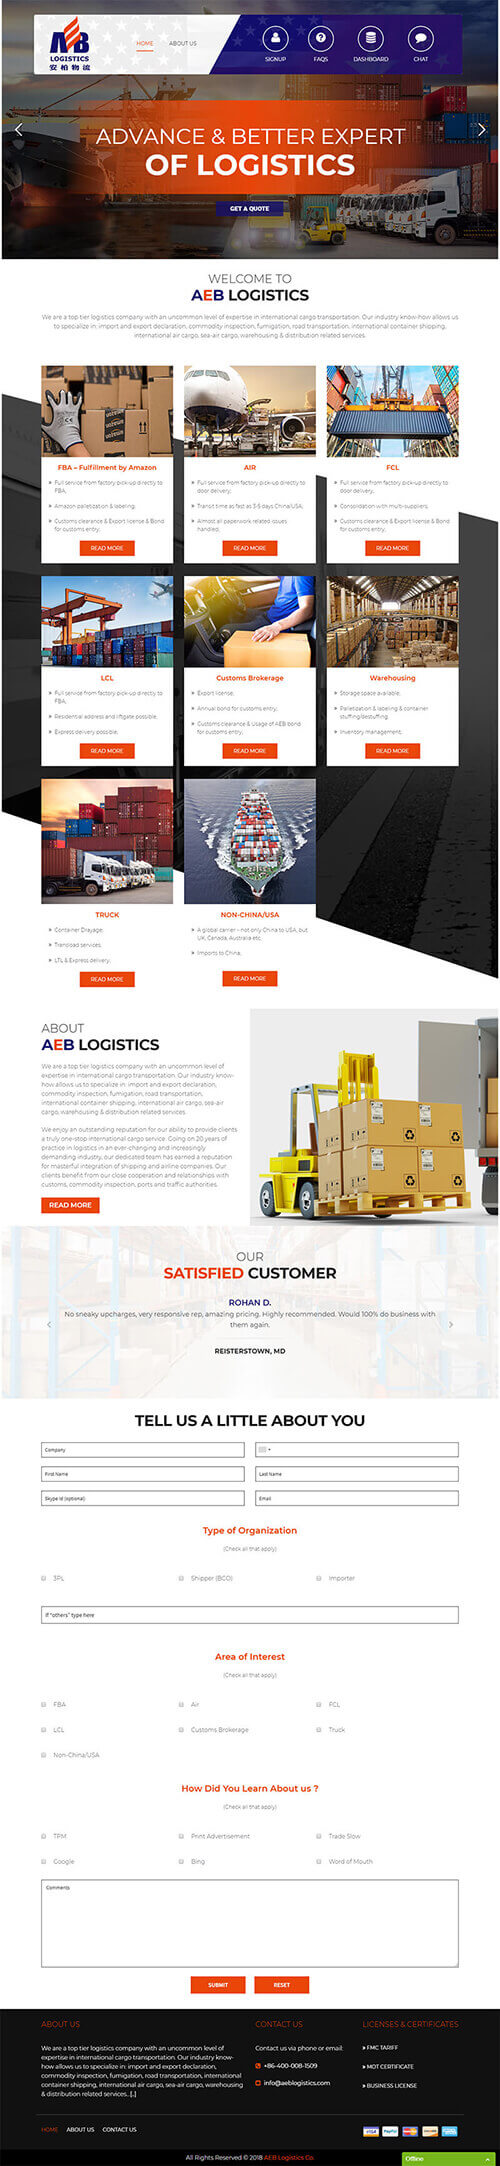 AEB
LOGISTICS
安柏物流
HOME
ABOUT US
SIGNUP
FAQS
DASHBOARD
CHAT
ADVANCE & BETTER EXPERT
OF LOGISTICS
GET A QUOTE
WELCOME TO
AEB LOGISTICS
We are a top tier logistics company with an uncommon level of expertise in international cargo transportation. Our industry know-how allows us
to specialize in: import and export declaration, commodity inspection, fumigation, road transportation, international container shipping,
international air cargo, sea-air cargo, warehousing & distribution related services.
FBA – Fulfillment by Amazon
» Full service from factory pick-up directly to
FBA;
» Amazon palletization & labeling;
» Customs clearance & Export license & Bond
for customs entry;
READ MORE
AIR
» Full service from factory pick-up directly to
door delivery;
» Transit time as fast as 3-5 days China/USA;
» Almost all paperwork related issues
handled;
READ MORE
FCL
» Full service from factory pick-up directly to
door delivery;
» Consolidation with multi-suppliers;
» Customs clearance & Export license & Bond
for customs entry;
READ MORE
LCL
» Full service from factory pick-up directly to
FBA;
» Residential address and liftgate possible;
» Express delivery possible;
READ MORE
Customs Brokerage
» Export license;
» Annual bond for customs entry;
» Customs clearance & usage of AEB bond
for customs entry;
READ MORE
Warehousing
» Storage space available;
» Palletization & labeling & container
stuffing/destuffing;
» Inventory management;
READ MORE
TRUCK
» Container Drayage;
» Transload services;
» LTL & Express delivery;
READ MORE
NON-CHINA/USA
» A global carrier – not only China to USA, but
UK, Canada, Australia etc.
» Imports to China;
READ MORE
ABOUT
AEB LOGISTICS
We are a top tier logistics company with an uncommon level of
expertise in international cargo transportation. Our industry know-
how allows us to specialize in: import and export declaration,
commodity inspection, fumigation, road transportation,
international container shipping, international air cargo, sea-air
cargo, warehousing & distribution related services.
We enjoy an outstanding reputation for our ability to provide clients
a truly one-stop international cargo service. Going on 20 years of
practice in logistics in an ever-changing and increasingly
demanding industry, our dedicated team has earned a reputation
for masterful integration of shipping and airline companies. Our
clients benefit from our close cooperation and relationships with
customs, commodity inspection, ports and traffic authorities.
READ MORE
OUR
SATISFIED CUSTOMER
ROHAN D.
No sneaky upcharges, very responsive rep, amazing pricing. Highly recommended. Would 100% do business with
them again.
REISTERSTOWN, MD
TELL US A LITTLE ABOUT YOU
Company
First Name
Last Name
Skype Id (optional)
Email
Type of Organization
(Check all that apply)
3PL
Shipper (BCO)
Importer
If "others" type here
Area of Interest
(Check all that apply)
FBA
Air
FCL
LCL
Customs Brokerage
Truck
Non-China/USA
How Did You Learn About us ?
(Check all that apply)
TPM
Print Advertisement
Trade Slow
Google
Bing
Word of Mouth
Comments
SUBMIT
RESET
ABOUT US
We are a top tier logistics company with an uncommon level of
expertise in international cargo transportation. Our industry know-
how allows us to specialize in: import and export declaration,
commodity inspection, fumigation, road transportation, international
container shipping, international air cargo, sea-air cargo, warehousing
& distribution related services. [..]
CONTACT US
Contact us via phone or email:
+86-400-008-1509
info@aeblogistics.com
LICENSES & CERTIFICATES
» FMC TARIFF
» MOT CERTIFICATE
» BUSINESS LICENSE
HOME
ABOUT US
CONTACT US
VISA
PayPal
All Rights Reserved © 2018 AEB Logistics Co.
Offline